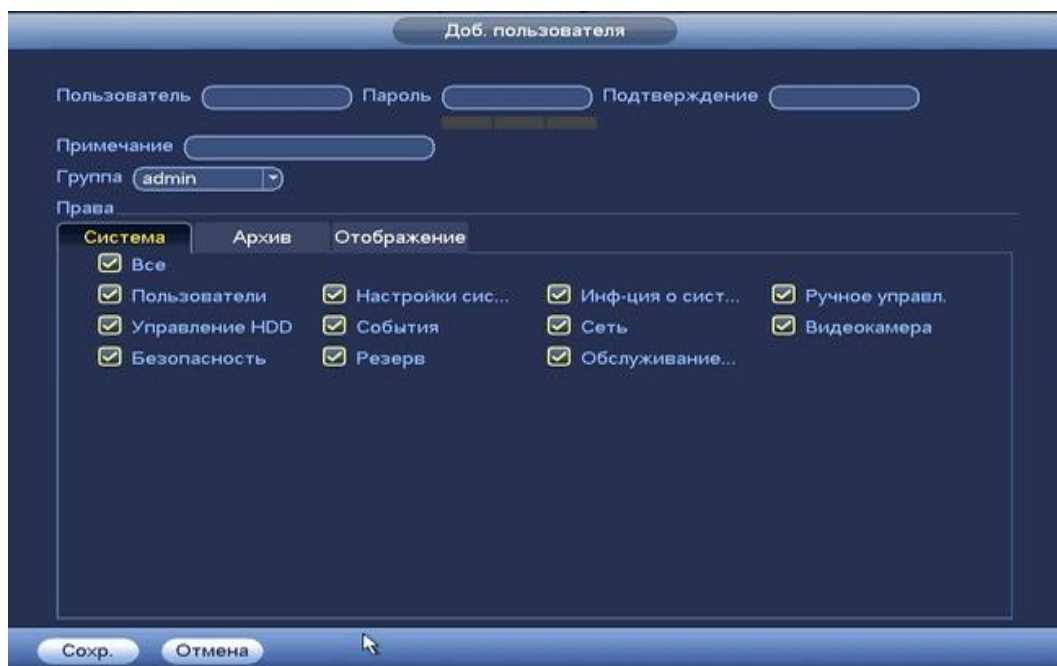 Доб. пользователя
Пользователь Пароль Подтверждение
Примечание
Группа admin
Права
Система Архив Отображение
Все
Пользователи Настройки сис... Инф-ция о сист... Ручное управл.
Управление HDD События Сеть Видеокамера
Безопасность Резерв Обслуживание...
Сохр. Отмена